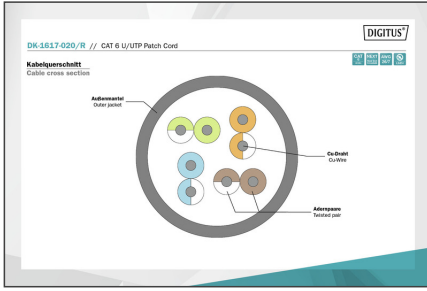 DIGITUS®
DK-1617-020/R // CAT 6 U/UTP Patch Cord
Kabelquerschnitt
Cable cross section
Außenmantel
Outer jacket
Cu-Draht
Cu-Wire
Adernpaare
Twisted pair